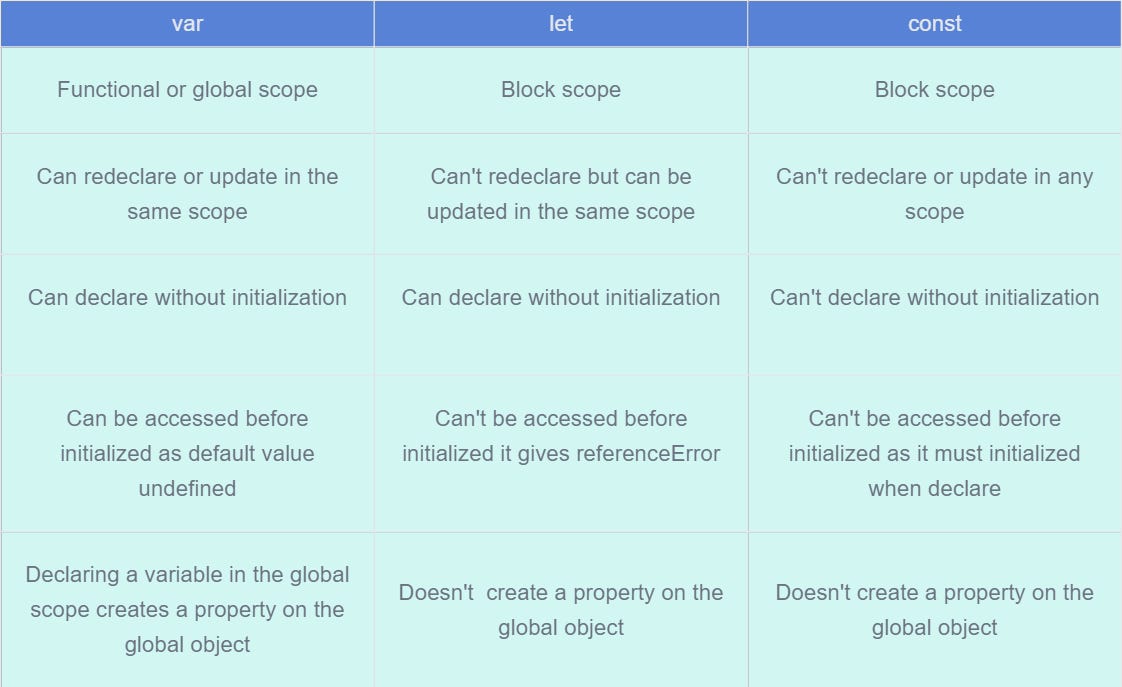 var let const
Functional or global scope
Block scope
Block scope
Can redeclare or update in the
same scope
Can't redeclare but can be
updated in the same scope
Can't redeclare or update in any
scope
Can declare without initialization
Can declare without initialization
Can't declare without initialization
Can be accessed before
initialized as default value
undefined
Can't be accessed before
initialized it gives referenceError
Can't be accessed before
initialized as it must initialized
when declare
Declaring a variable in the global
scope creates a property on the
global object
Doesn't  create a property on the
global object
Doesn't create a property on the
global object